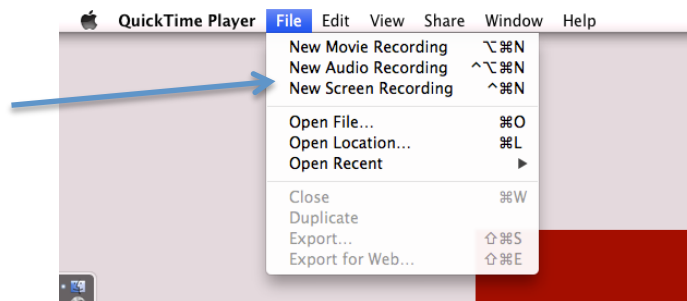 QuickTime Player File Edit View Share Window Help
New Movie Recording ⌥⌘N
New Audio Recording ^⌥⌘N
New Screen Recording ^⌘N
Open File... ⌘O
Open Location... ⌘L
Open Recent ▶
Close ⌘W
Duplicate
Export... ⇧⌘S
Export for Web... ⇧⌘E